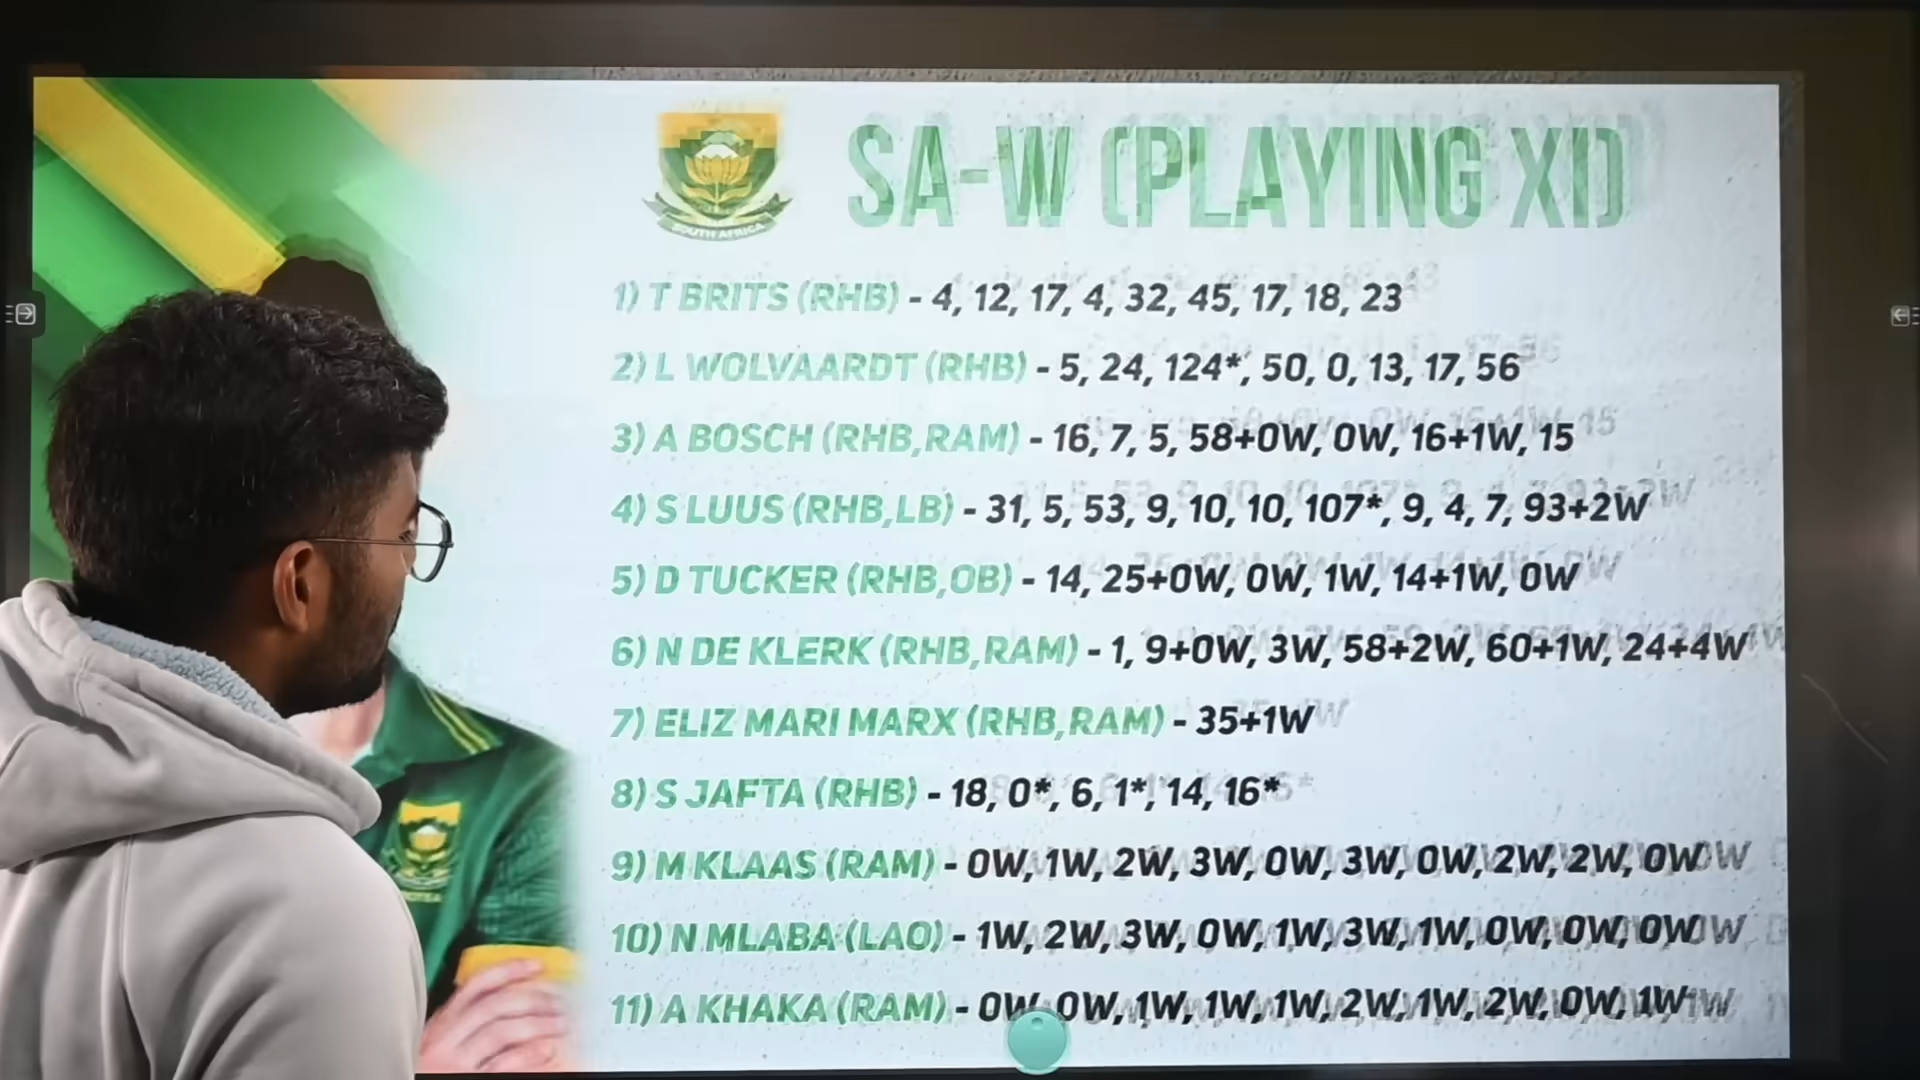 SOUTH AFRICA
SA-W (PLAYING XI)
1) T BRITS (RHB) - 4, 12, 17, 4, 32, 45, 17, 18, 23
2) L WOLVAARDT (RHB) - 5, 24, 124*, 50, 0, 13, 17, 56
3) A BOSCH (RHB,RAM) - 16, 7, 5, 58+0W, 0W, 16+1W, 15
4) S LUUS (RHB,LB) - 31, 5, 53, 9, 10, 10, 107*, 9, 4, 7, 93+2W
5) D TUCKER (RHB,OB) - 14, 25+0W, 0W, 1W, 14+1W, 0W
6) N DE KLERK (RHB,RAM) - 1, 9+0W, 3W, 58+2W, 60+1W, 24+4W
7) ELIZ MARI MARX (RHB,RAM) - 35+1W
8) S JAFTA (RHB) - 18, 0*, 6, 1*, 14, 16*
9) M KLAAS (RAM) - 0W, 1W, 2W, 3W, 0W, 3W, 0W, 2W, 2W, 0W
10) N MLABA (LAO) - 1W, 2W, 3W, 0W, 1W, 3W, 1W, 0W, 0W, 0W
11) A KHAKA (RAM) - 0W, 0W, 1W, 1W, 1W, 2W, 1W, 2W, 0W, 1W